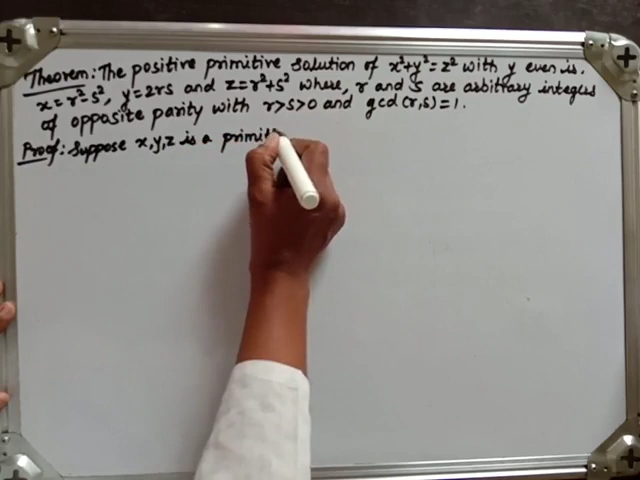 Theorem: The positive primitive solution of x²+y²=z² with y even is.
x=r²-s², y=2rs and z=r²+s² where, r and s are arbittrary integers
of opposite parity with r>s>0 and gcd(r,s)=1.
Proof: Suppose x,y,z is a primit